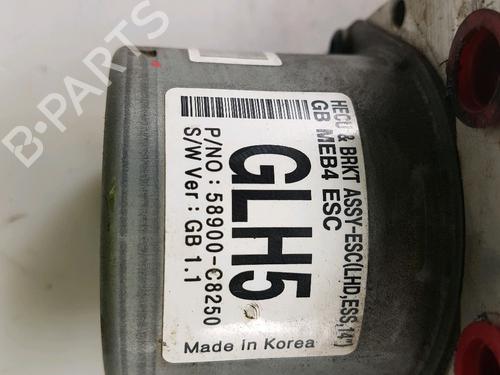 HECU & BRKT ASSY-ESC(LHD,ESS,14")
GB MEB4 ESC
GLH5
P/NO : 58900-C8250
S/W Ver : GB 1.1
Made in Korea
B-PARTS